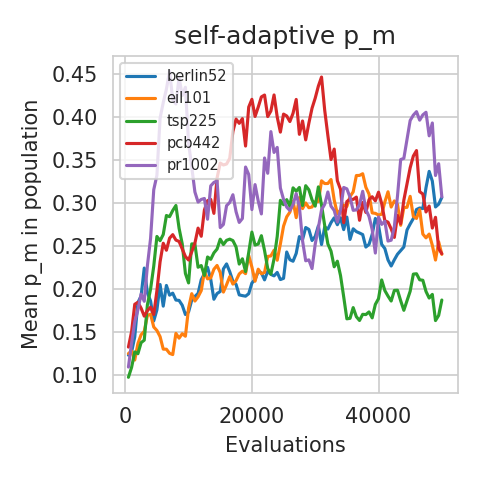 self-adaptive p_m
Mean p_m in population
0.45
0.40
0.35
0.30
0.25
0.20
0.15
0.10
berlin52
eil101
tsp225
pcb442
pr1002
0
20000
40000
Evaluations